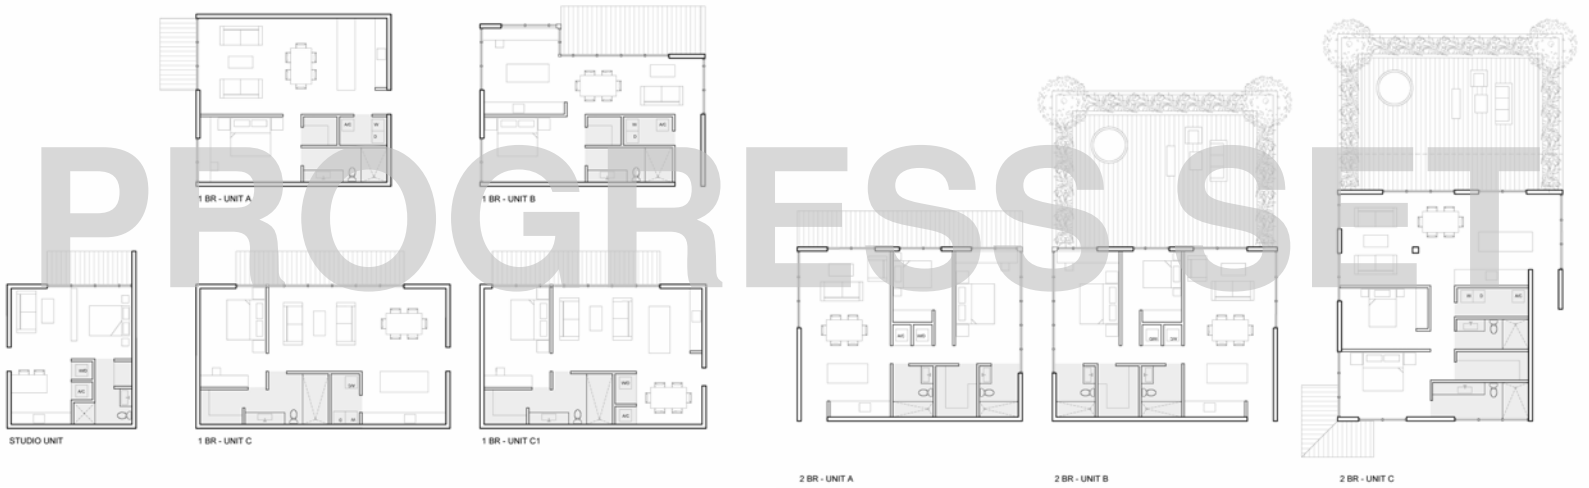 PROGRESS SET
A/C
W
D
1 BR - UNIT A
W
D
A/C
1 BR - UNIT B
W/D
A/C
STUDIO UNIT
D
W
1 BR - UNIT C
W/D
A/C
1 BR - UNIT C1
A/C
W/D
2 BR - UNIT A
2 BR - UNIT B
W
D
A/C
2 BR - UNIT C